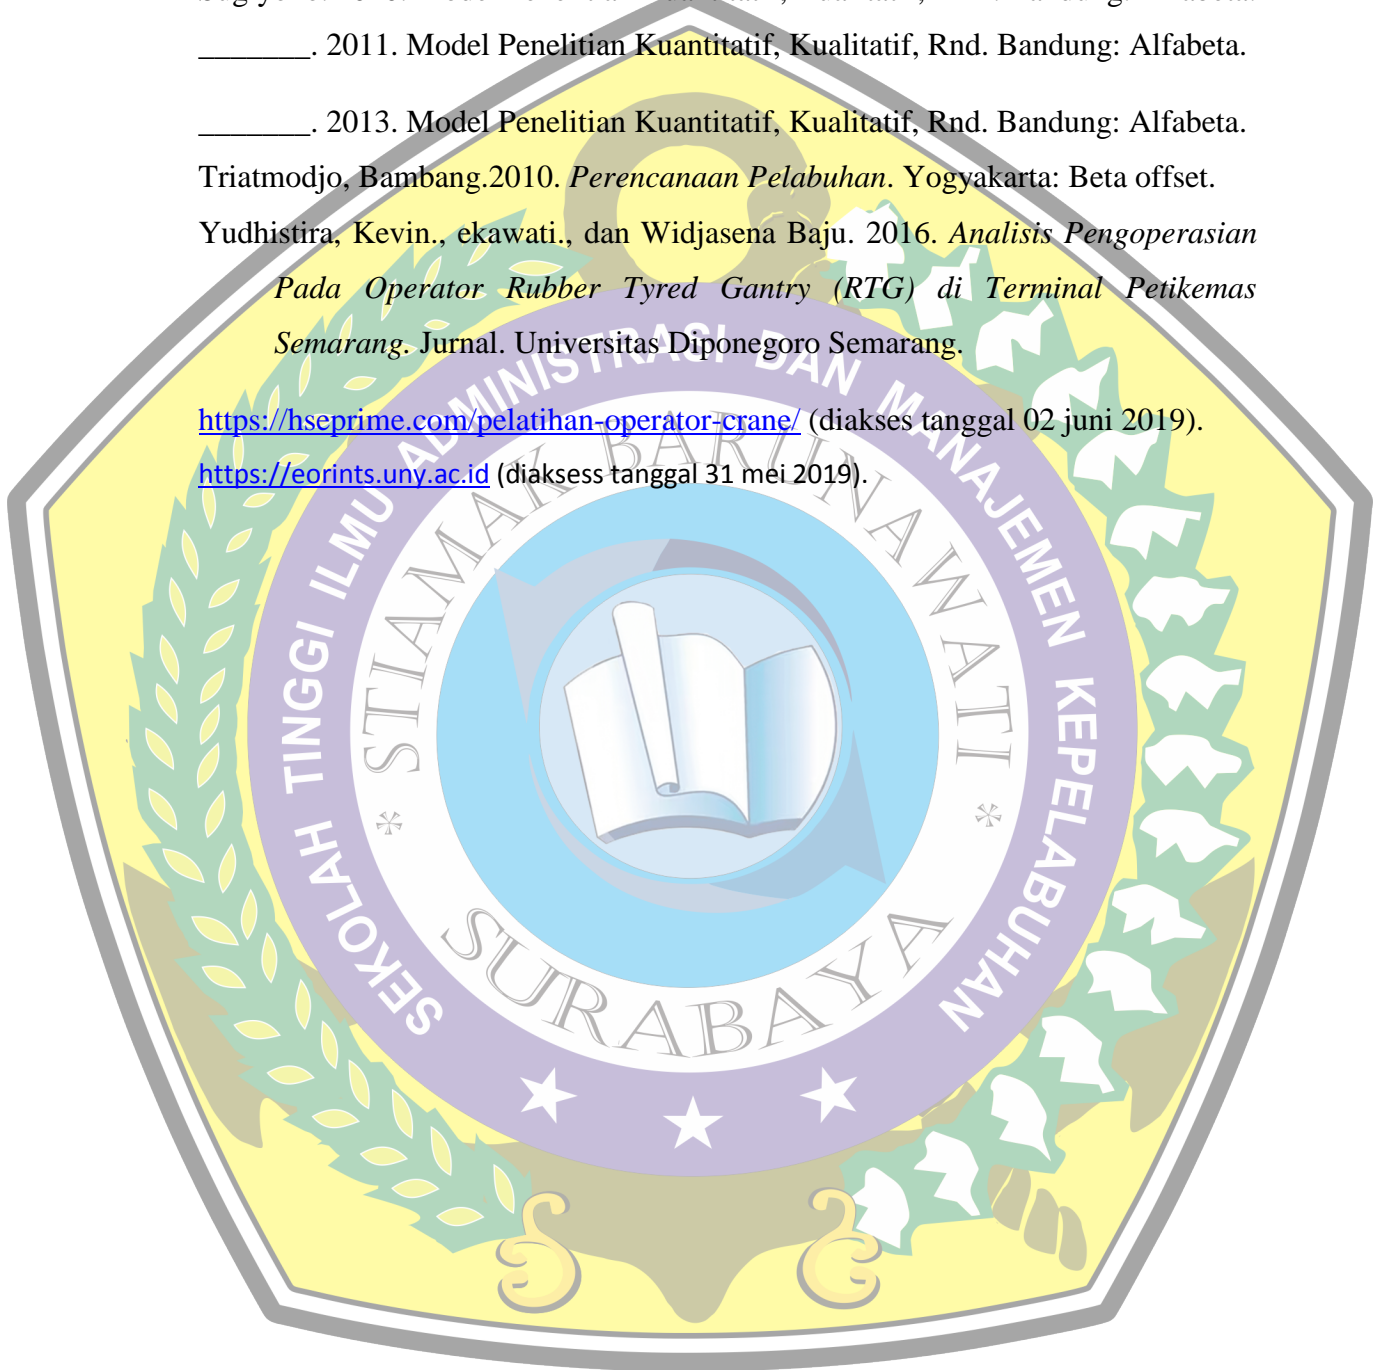 _______. 2011. Model Penelitian Kuantitatif, Kualitatif, Rnd. Bandung: Alfabeta.
_______. 2013. Model Penelitian Kuantitatif, Kualitatif, Rnd. Bandung: Alfabeta.
Triatmodjo, Bambang.2010. Perencanaan Pelabuhan. Yogyakarta: Beta offset.
Yudhistira, Kevin., ekawati., dan Widjasena Baju. 2016. Analisis Pengoperasian
Pada Operator Rubber Tyred Gantry (RTG) di Terminal Petikemas
Semarang. Jurnal. Universitas Diponegoro Semarang.
https://hseprime.com/pelatihan-operator-crane/ (diakses tanggal 02 juni 2019).
https://eorints.uny.ac.id (diaksess tanggal 31 mei 2019).
SEKOLAH TINGGI ILMU ADMINISTRASI DAN MANAJEMEN KEPELABUHAN
STIAMAK BARUNAWATI
SURABAYA